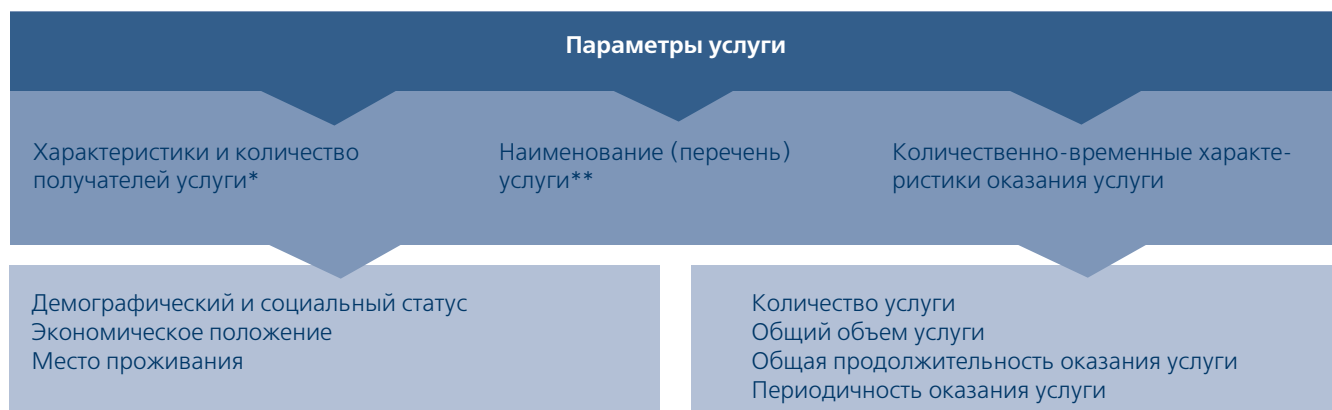 Параметры услуги
Характеристики и количество
получателей услуги*
Наименование (перечень)
услуги**
Количественно-временные характе-
ристики оказания услуги
Демографический и социальный статус
Экономическое положение
Место проживания
Количество услуги
Общий объем услуги
Общая продолжительность оказания услуги
Периодичность оказания услуги